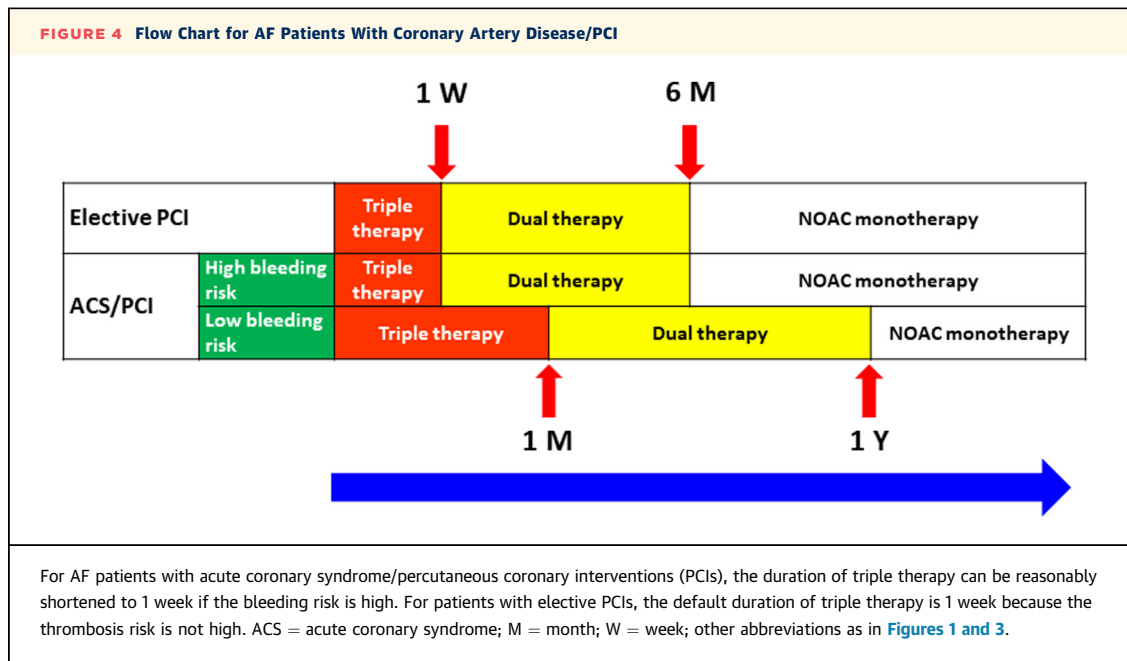 FIGURE 4 Flow Chart for AF Patients With Coronary Artery Disease/PCI
1 W
6 M
Elective PCI
Triple
therapy
Dual therapy
NOAC monotherapy
ACS/PCI
High bleeding
risk
Triple
therapy
Dual therapy
NOAC monotherapy
Low bleeding
risk
Triple therapy
Dual therapy
NOAC monotherapy
1 M
1 Y
For AF patients with acute coronary syndrome/percutaneous coronary interventions (PCIs), the duration of triple therapy can be reasonably
shortened to 1 week if the bleeding risk is high. For patients with elective PCIs, the default duration of triple therapy is 1 week because the
thrombosis risk is not high. ACS = acute coronary syndrome; M = month; W = week; other abbreviations as in Figures 1 and 3.